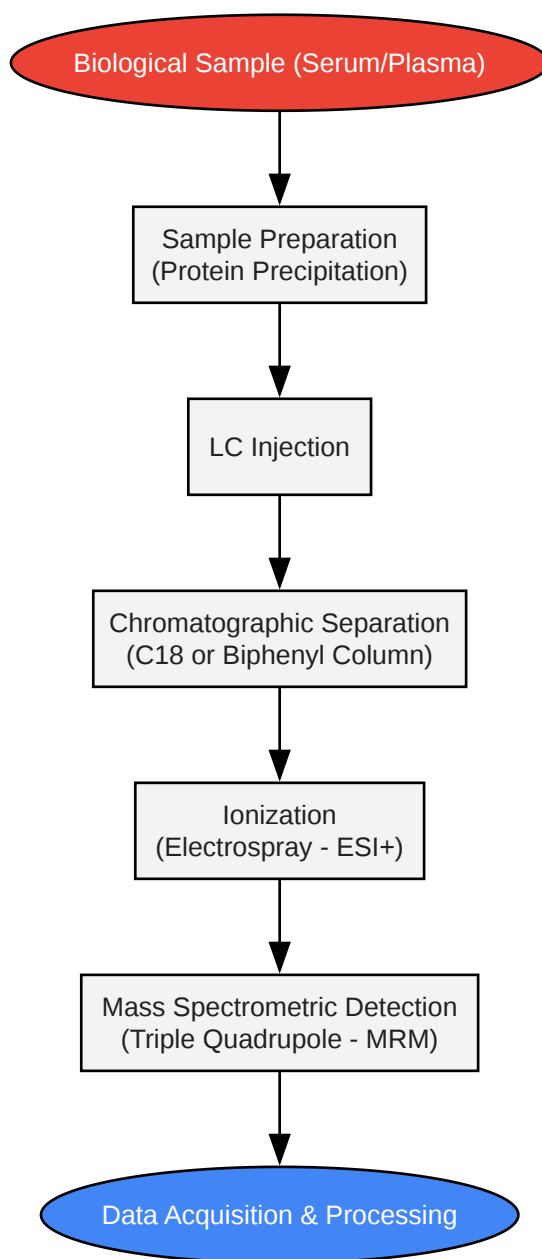 Biological Sample (Serum/Plasma)
Sample Preparation
(Protein Precipitation)
LC Injection
Chromatographic Separation
(C18 or Biphenyl Column)
Ionization
(Electrospray - ESI+)
Mass Spectrometric Detection
(Triple Quadrupole - MRM)
Data Acquisition & Processing